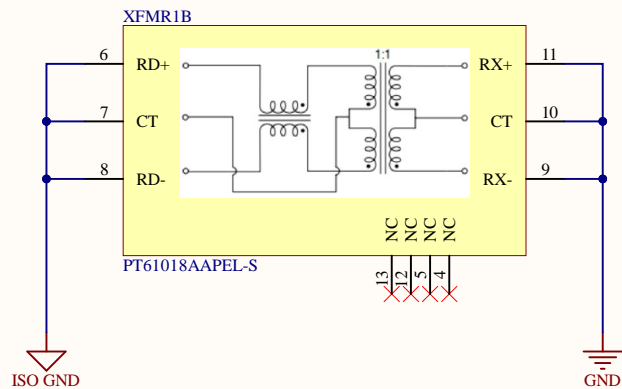 XFMR1B
1:1
6 RD+ RX+ 11
7 CT CT 10
8 RD- RX- 9
NC NC NC NC
13 12 5 4
PT61018AAPEL-S
ISO GND GND